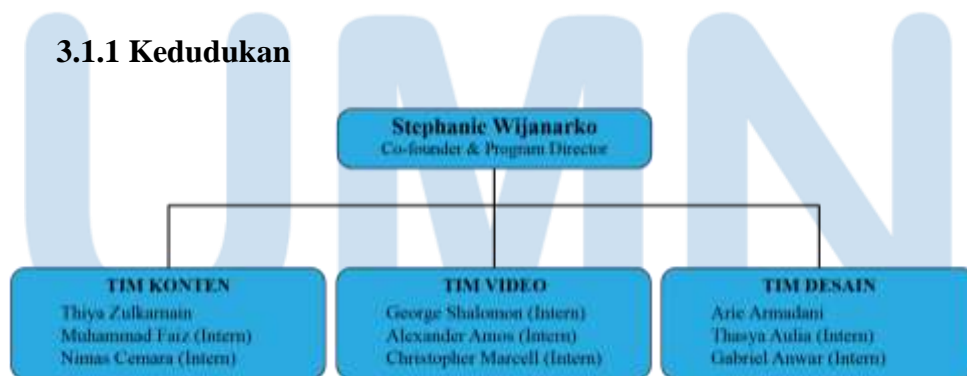 3.1.1 Kedudukan
Stephanie Wijanarko
Co-founder & Program Director
TIM KONTEN
Thiya Zulkarnain
Muhammad Faiz (Intern)
Nimas Cemara (Intern)
TIM VIDEO
George Shalomon (Intern)
Alexander Amos (Intern)
Christopher Marcell (Intern)
TIM DESAIN
Arie Armadani
Thasya Aulia (Intern)
Gabriel Anwar (Intern)
UMN